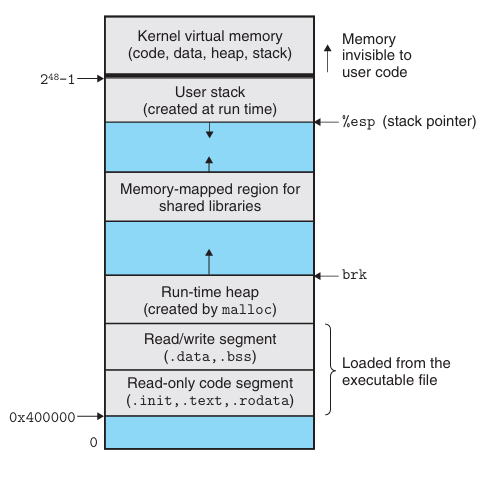 Kernel virtual memory
(code, data, heap, stack)
Memory
invisible to
user code
2⁴⁸−1
User stack
(created at run time)
%esp (stack pointer)
Memory-mapped region for
shared libraries
brk
Run-time heap
(created by malloc)
Read/write segment
(.data,.bss)
Loaded from the
executable file
Read-only code segment
(.init,.text,.rodata)
0x400000
0